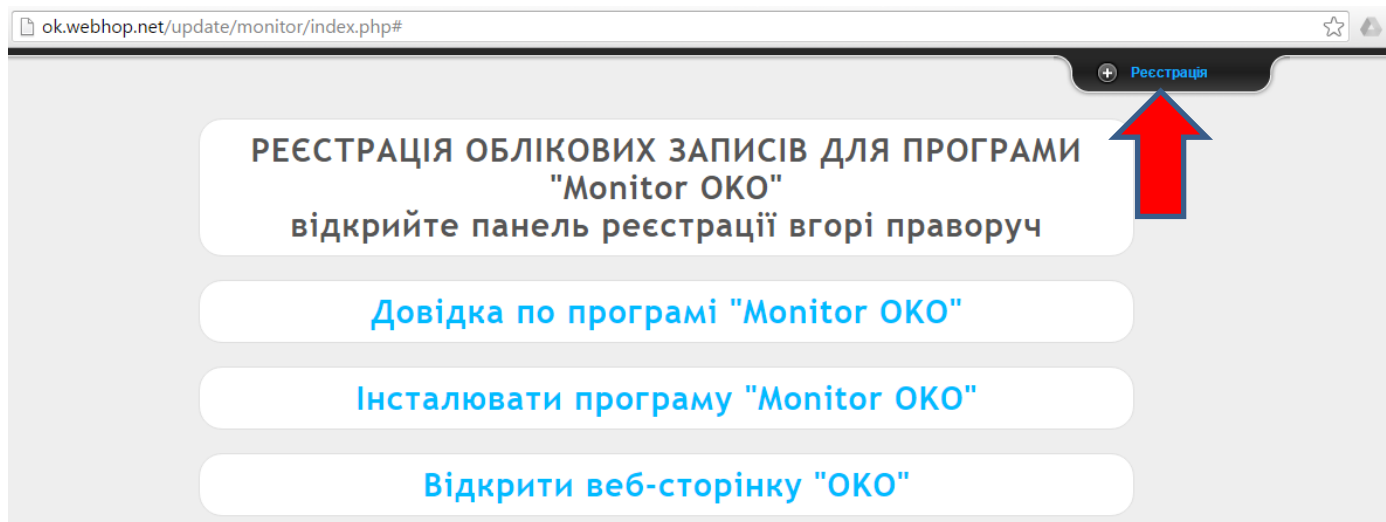 ok.webhop.net/update/monitor/index.php#
Реєстрація
РЕЄСТРАЦІЯ ОБЛІКОВИХ ЗАПИСІВ ДЛЯ ПРОГРАМИ
"Monitor OKO"
відкрийте панель реєстрації вгорі праворуч
Довідка по програмі "Monitor OKO"
Інсталювати програму "Monitor OKO"
Відкрити веб-сторінку "ОКО"